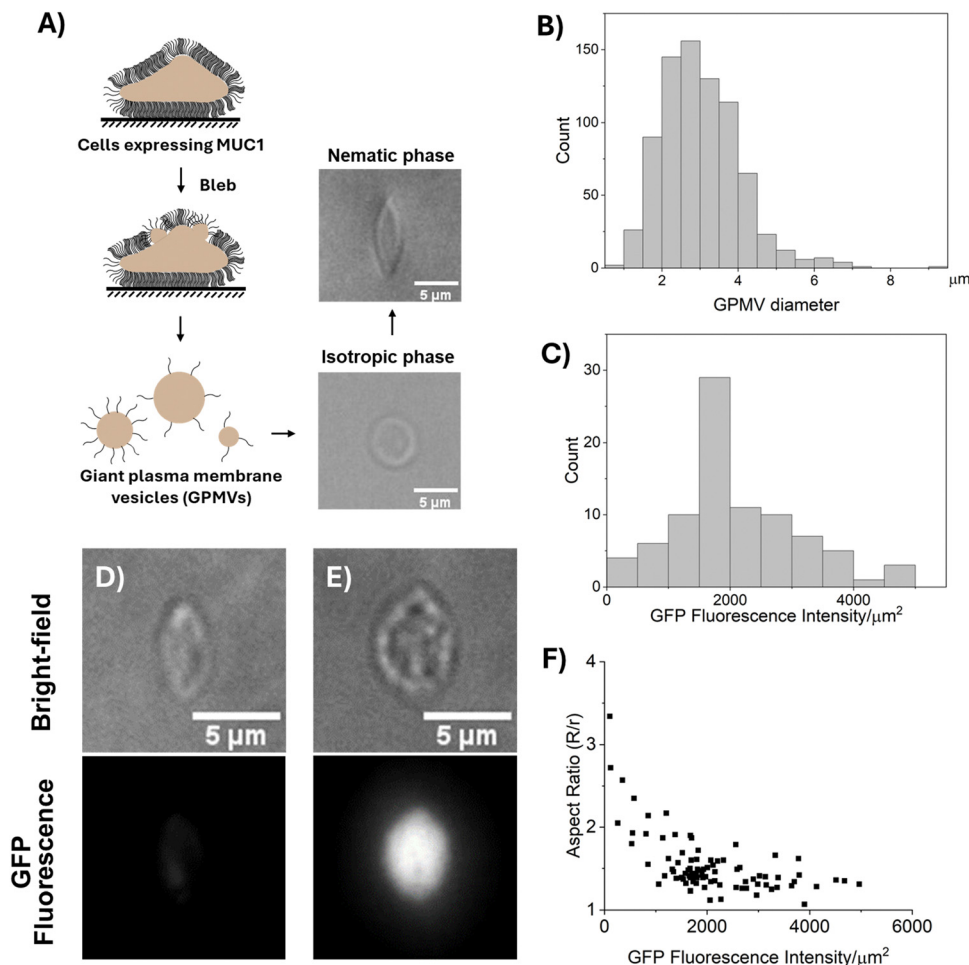 A)
Cells expressing MUC1
Bleb
Giant plasma membrane
vesicles (GPMVs)
Nematic phase
5 µm
Isotropic phase
5 µm
B)
Count
150
100
50
0
2
4
6
8
µm
GPMV diameter
C)
Count
30
20
10
0
0
2000
4000
GFP Fluorescence Intensity/µm²
Bright-field
D)
5 µm
E)
5 µm
GFP
Fluorescence
F)
Aspect Ratio (R/r)
4
3
2
1
0
2000
4000
6000
GFP Fluorescence Intensity/µm²